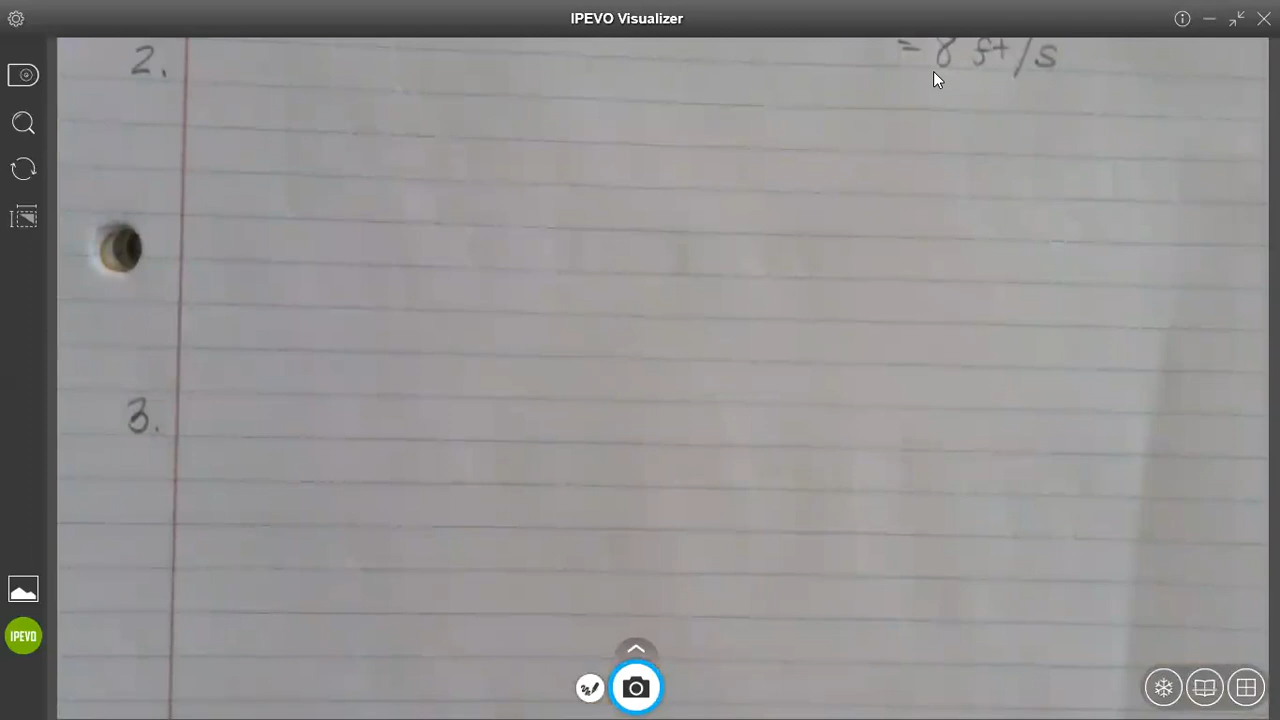 IPEVO Visualizer
2.
= 8 ft/s
3.
IPEVO